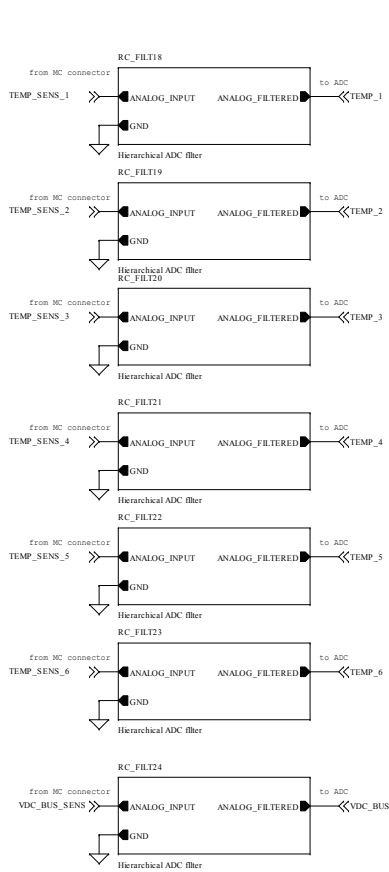 RC_FILT18
from MC connector
to ADC
TEMP_SENS_1 ANALOG_INPUT ANALOG_FILTERED TEMP_1
GND
Hierarchical ADC filter
RC_FILT19
from MC connector
to ADC
TEMP_SENS_2 ANALOG_INPUT ANALOG_FILTERED TEMP_2
GND
Hierarchical ADC filter
RC_FILT20
from MC connector
to ADC
TEMP_SENS_3 ANALOG_INPUT ANALOG_FILTERED TEMP_3
GND
Hierarchical ADC filter
RC_FILT21
from MC connector
to ADC
TEMP_SENS_4 ANALOG_INPUT ANALOG_FILTERED TEMP_4
GND
Hierarchical ADC filter
RC_FILT22
from MC connector
to ADC
TEMP_SENS_5 ANALOG_INPUT ANALOG_FILTERED TEMP_5
GND
Hierarchical ADC filter
RC_FILT23
from MC connector
to ADC
TEMP_SENS_6 ANALOG_INPUT ANALOG_FILTERED TEMP_6
GND
Hierarchical ADC filter
RC_FILT24
from MC connector
to ADC
VDC_BUS_SENS ANALOG_INPUT ANALOG_FILTERED VDC_BUS
GND
Hierarchical ADC filter